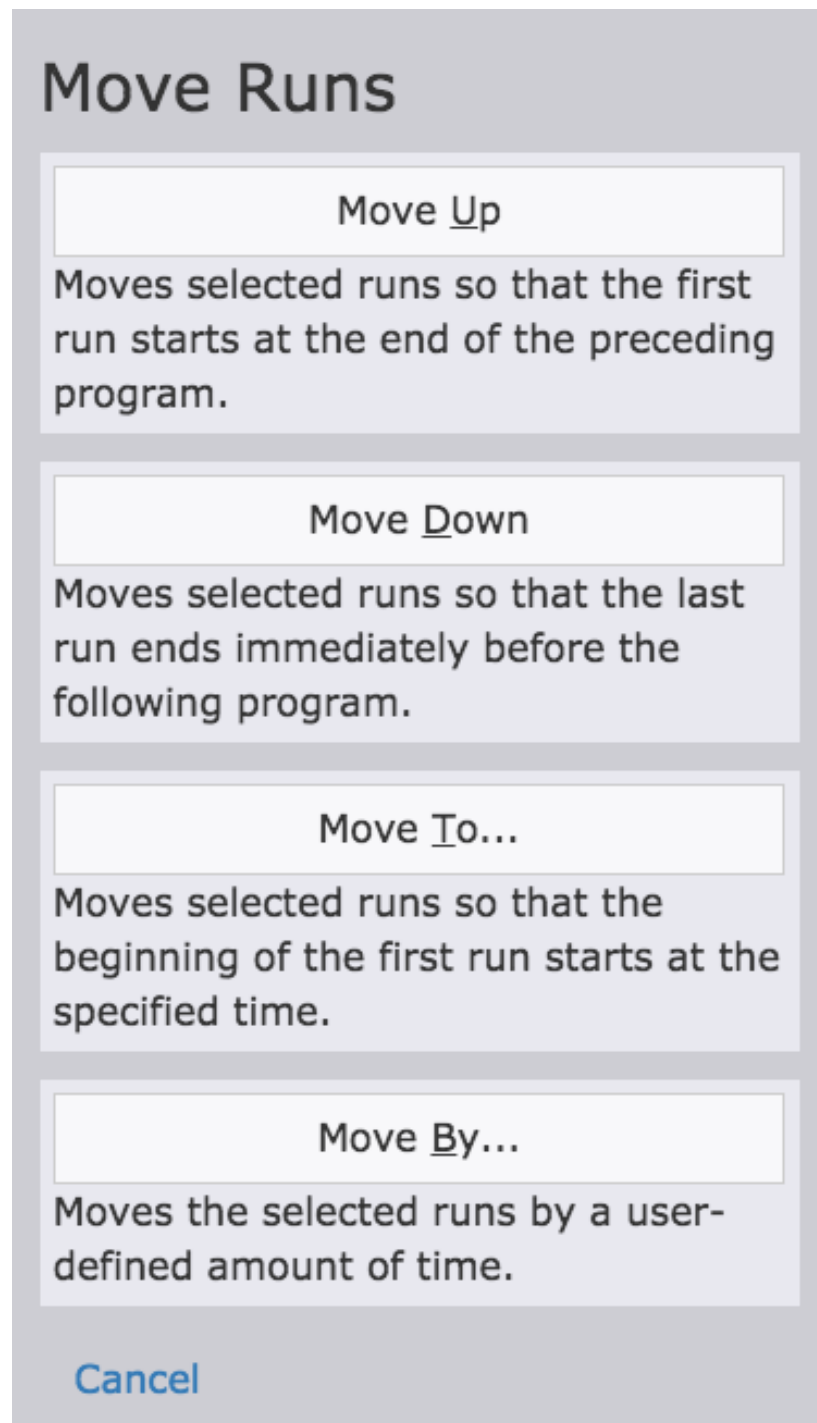 Move Runs
Move Up
Moves selected runs so that the first
run starts at the end of the preceding
program.
Move Down
Moves selected runs so that the last
run ends immediately before the
following program.
Move To...
Moves selected runs so that the
beginning of the first run starts at the
specified time.
Move By...
Moves the selected runs by a user-
defined amount of time.
Cancel